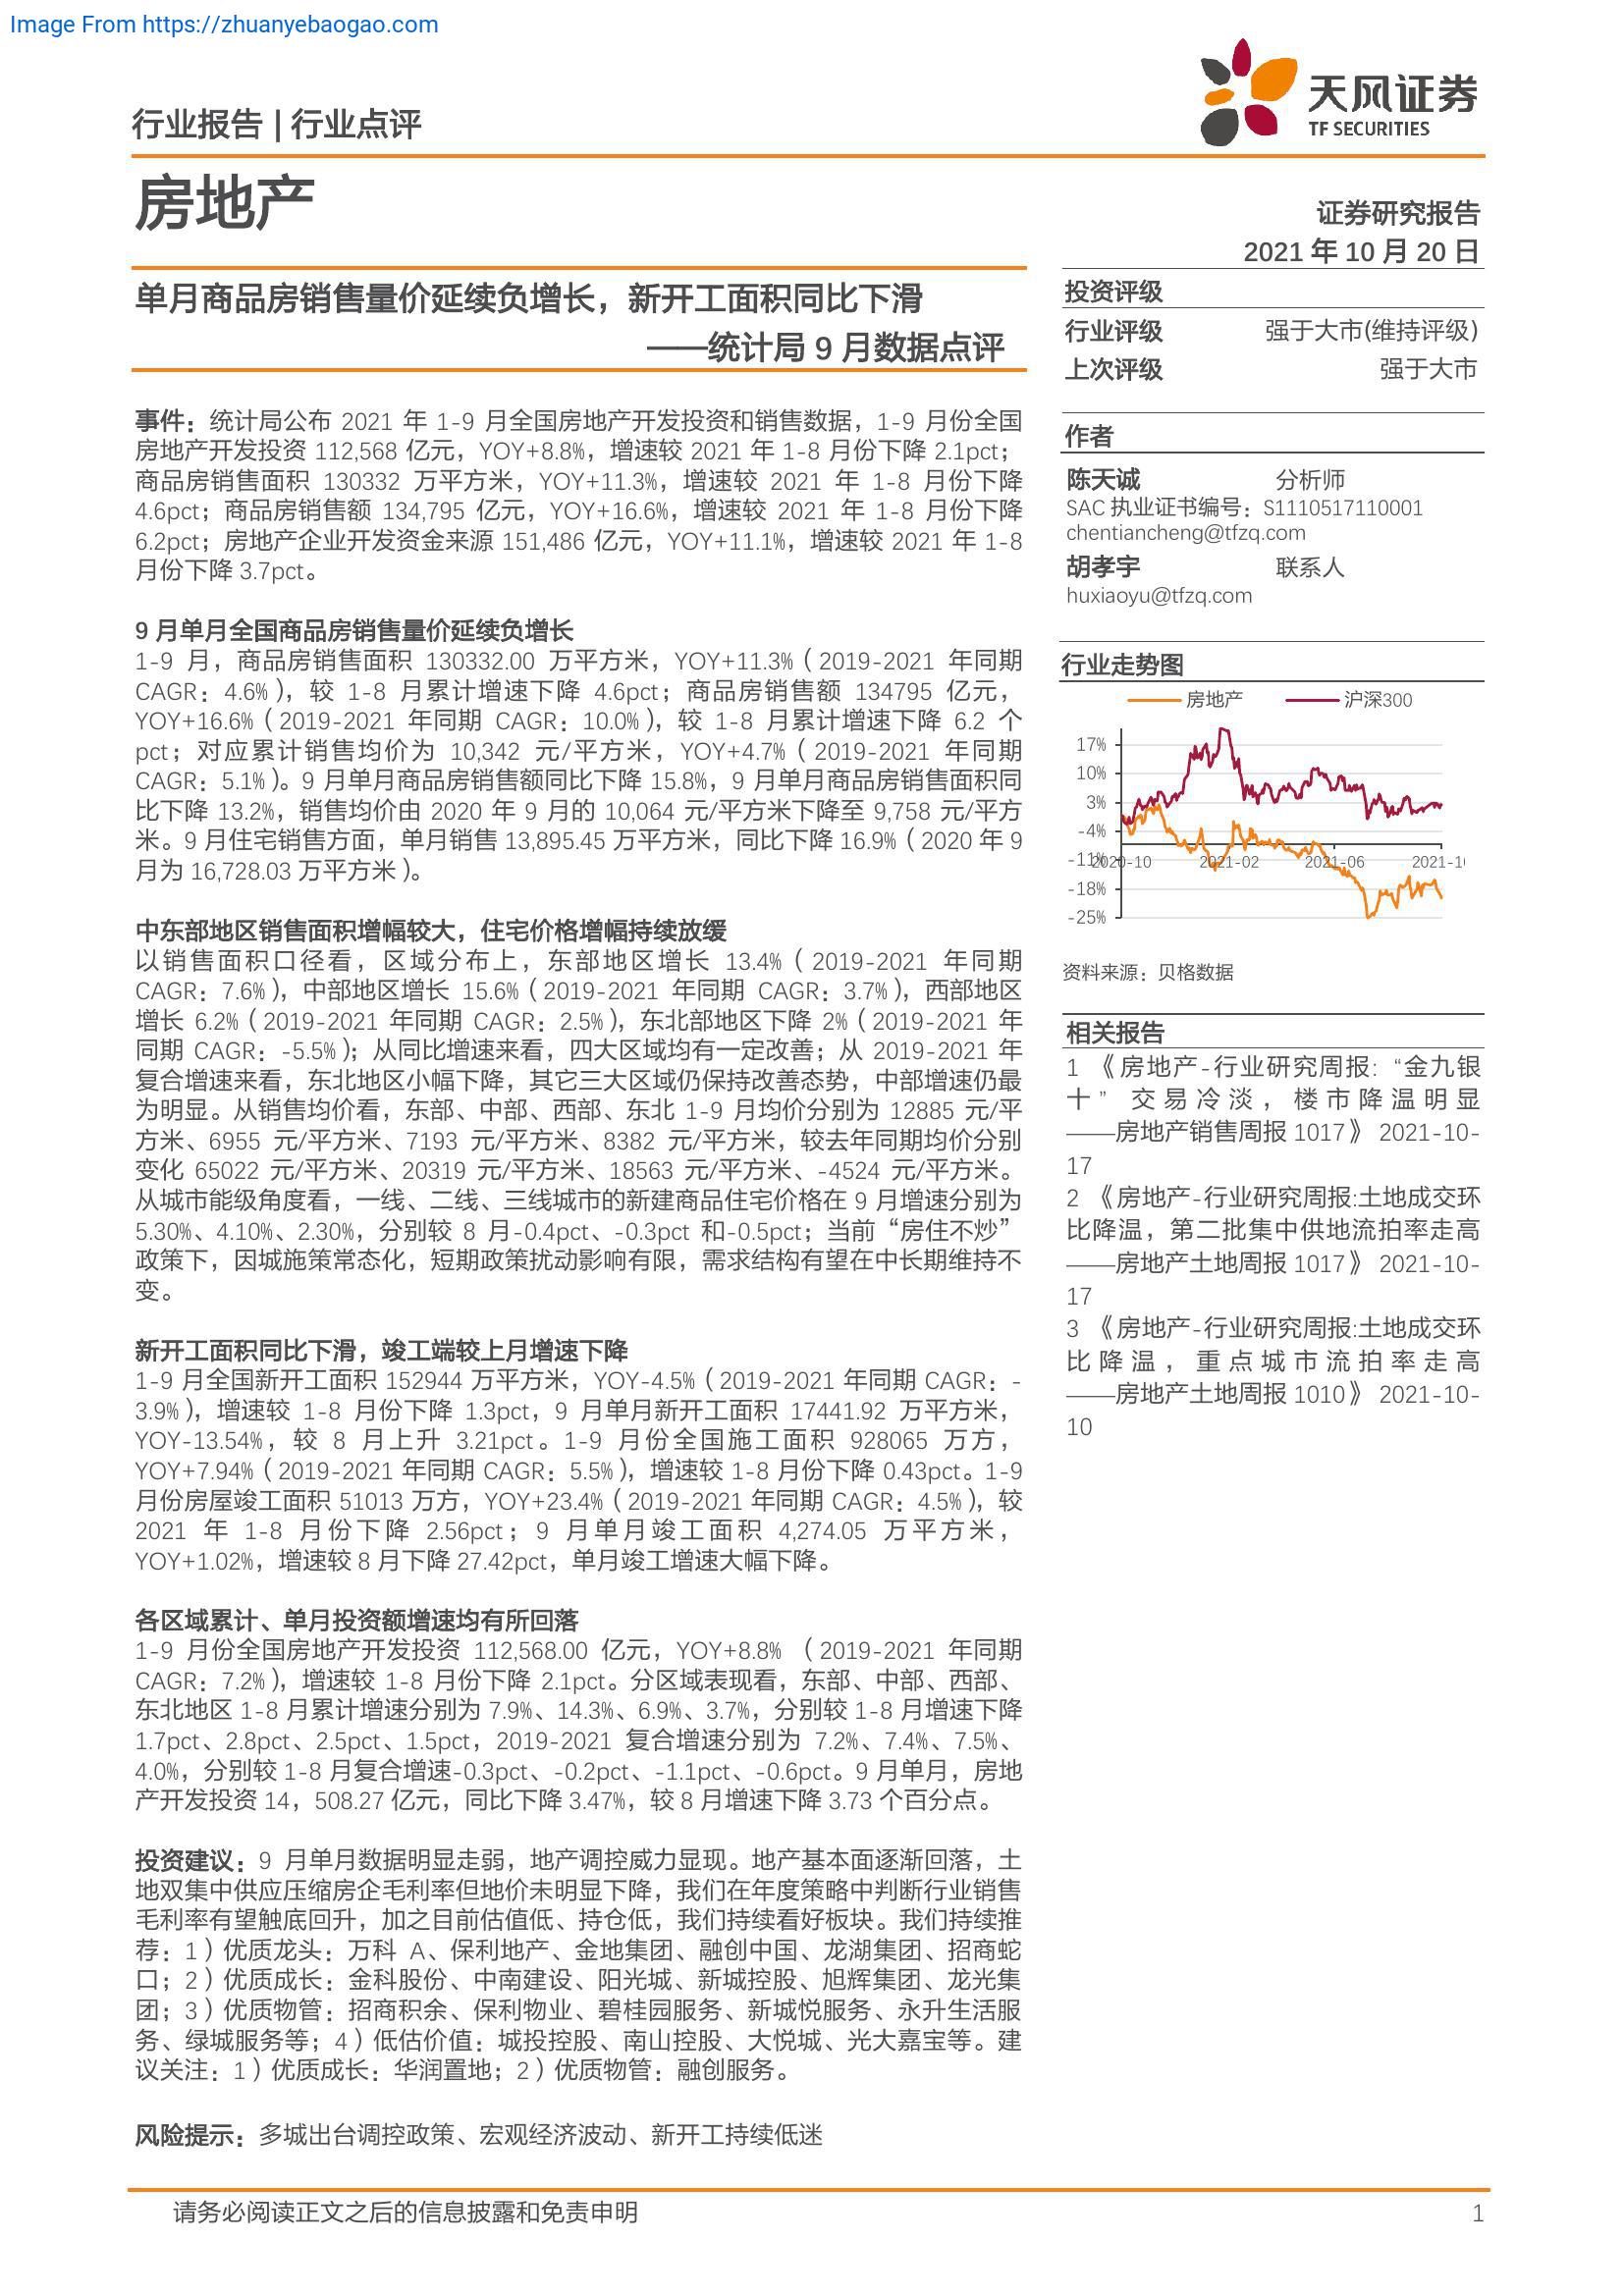 Image From https://zhuanyebaogao.com
行业报告 | 行业点评
天风证券
TF SECURITIES
房地产
证券研究报告
2021 年 10 月 20 日
单月商品房销售量价延续负增长，新开工面积同比下滑
——统计局 9 月数据点评
事件：统计局公布 2021 年 1-9 月全国房地产开发投资和销售数据，1-9 月份全国
房地产开发投资 112,568 亿元，YOY+8.8%，增速较 2021 年 1-8 月份下降 2.1pct；
商品房销售面积 130332 万平方米，YOY+11.3%，增速较 2021 年 1-8 月份下降
4.6pct；商品房销售额 134,795 亿元，YOY+16.6%，增速较 2021 年 1-8 月份下降
6.2pct；房地产企业开发资金来源 151,486 亿元，YOY+11.1%，增速较 2021 年 1-8
月份下降 3.7pct。
9 月单月全国商品房销售量价延续负增长
1-9 月，商品房销售面积 130332.00 万平方米，YOY+11.3%（2019-2021 年同期
CAGR：4.6%），较 1-8 月累计增速下降 4.6pct；商品房销售额 134795 亿元，
YOY+16.6%（2019-2021 年同期 CAGR：10.0%），较 1-8 月累计增速下降 6.2 个
pct；对应累计销售均价为 10,342 元/平方米，YOY+4.7%（2019-2021 年同期
CAGR：5.1%）。9 月单月商品房销售额同比下降 15.8%，9 月单月商品房销售面积同
比下降 13.2%，销售均价由 2020 年 9 月的 10,064 元/平方米下降至 9,758 元/平方
米。9 月住宅销售方面，单月销售 13,895.45 万平方米，同比下降 16.9%（2020 年 9
月为 16,728.03 万平方米）。
中东部地区销售面积增幅较大，住宅价格增幅持续放缓
以销售面积口径看，区域分布上，东部地区增长 13.4%（2019-2021 年同期
CAGR：7.6%），中部地区增长 15.6%（2019-2021 年同期 CAGR：3.7%），西部地区
增长 6.2%（2019-2021 年同期 CAGR：2.5%），东北部地区下降 2%（2019-2021 年
同期 CAGR：-5.5%）；从同比增速来看，四大区域均有一定改善；从 2019-2021 年
复合增速来看，东北地区小幅下降，其它三大区域仍保持改善态势，中部增速仍最
为明显。从销售均价看，东部、中部、西部、东北 1-9 月均价分别为 12885 元/平
方米、6955 元/平方米、7193 元/平方米、8382 元/平方米，较去年同期均价分别
变化 65022 元/平方米、20319 元/平方米、18563 元/平方米、-4524 元/平方米。
从城市能级角度看，一线、二线、三线城市的新建商品住宅价格在 9 月增速分别为
5.30%、4.10%、2.30%，分别较 8 月-0.4pct、-0.3pct 和-0.5pct；当前“房住不炒”
政策下，因城施策常态化，短期政策扰动影响有限，需求结构有望在中长期维持不
变。
新开工面积同比下滑，竣工端较上月增速下降
1-9 月全国新开工面积 152944 万平方米，YOY-4.5%（2019-2021 年同期 CAGR：-
3.9%），增速较 1-8 月份下降 1.3pct，9 月单月新开工面积 17441.92 万平方米，
YOY-13.54%，较 8 月上升 3.21pct。1-9 月份全国施工面积 928065 万方，
YOY+7.94%（2019-2021 年同期 CAGR：5.5%），增速较 1-8 月份下降 0.43pct。1-9
月份房屋竣工面积 51013 万方，YOY+23.4%（2019-2021 年同期 CAGR：4.5%），较
2021 年 1-8 月份下降 2.56pct；9 月单月竣工面积 4,274.05 万平方米，
YOY+1.02%，增速较 8 月下降 27.42pct，单月竣工增速大幅下降。
各区域累计、单月投资额增速均有所回落
1-9 月份全国房地产开发投资 112,568.00 亿元，YOY+8.8% （2019-2021 年同期
CAGR：7.2%），增速较 1-8 月份下降 2.1pct。分区域表现看，东部、中部、西部、
东北地区 1-8 月累计增速分别为 7.9%、14.3%、6.9%、3.7%，分别较 1-8 月增速下降
1.7pct、2.8pct、2.5pct、1.5pct，2019-2021 复合增速分别为 7.2%、7.4%、7.5%、
4.0%，分别较 1-8 月复合增速-0.3pct、-0.2pct、-1.1pct、-0.6pct。9 月单月，房地
产开发投资 14，508.27 亿元，同比下降 3.47%，较 8 月增速下降 3.73 个百分点。
投资建议：9 月单月数据明显走弱，地产调控威力显现。地产基本面逐渐回落，土
地双集中供应压缩房企毛利率但地价未明显下降，我们在年度策略中判断行业销售
毛利率有望触底回升，加之目前估值低、持仓低，我们持续看好板块。我们持续推
荐：1）优质龙头：万科 A、保利地产、金地集团、融创中国、龙湖集团、招商蛇
口；2）优质成长：金科股份、中南建设、阳光城、新城控股、旭辉集团、龙光集
团；3）优质物管：招商积余、保利物业、碧桂园服务、新城悦服务、永升生活服
务、绿城服务等；4）低估价值：城投控股、南山控股、大悦城、光大嘉宝等。建
议关注：1）优质成长：华润置地；2）优质物管：融创服务。
风险提示：多城出台调控政策、宏观经济波动、新开工持续低迷
投资评级
行业评级 强于大市(维持评级)
上次评级 强于大市
作者
陈天诚 分析师
SAC 执业证书编号：S1110517110001
chentiancheng@tfzq.com
胡孝宇 联系人
huxiaoyu@tfzq.com
行业走势图
房地产 沪深300
17%
10%
3%
-4%
-11%
-18%
-25%
2020-10 2021-02 2021-06 2021-1
资料来源：贝格数据
相关报告
1 《房地产-行业研究周报：“金九银
十” 交易冷淡，楼市降温明显
——房地产销售周报 1017》 2021-10-
17
2 《房地产-行业研究周报:土地成交环
比降温，第二批集中供地流拍率走高
——房地产土地周报 1017》 2021-10-
17
3 《房地产-行业研究周报:土地成交环
比降温，重点城市流拍率走高
——房地产土地周报 1010》 2021-10-
10
请务必阅读正文之后的信息披露和免责申明 1